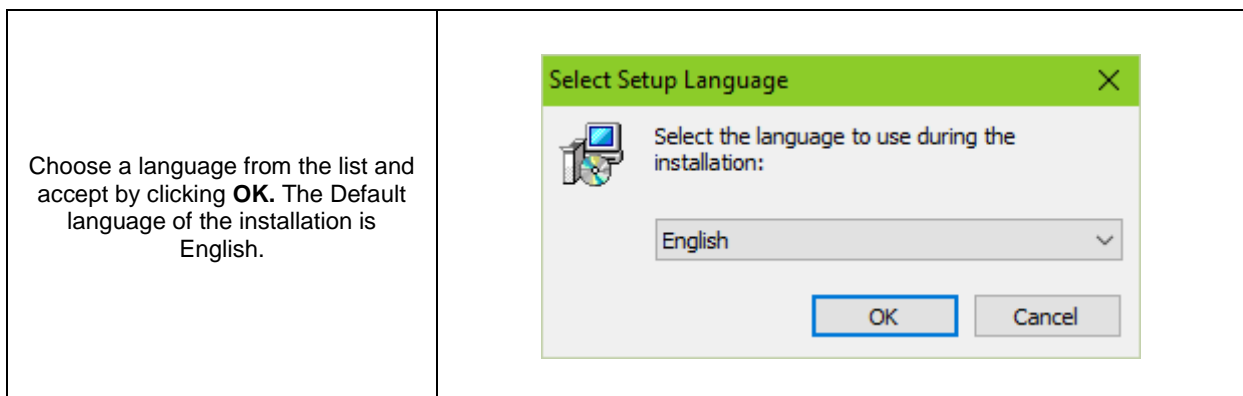 Choose a language from the list and
accept by clicking OK. The Default
language of the installation is
English.
Select Setup Language
Select the language to use during the
installation:
English
OK
Cancel